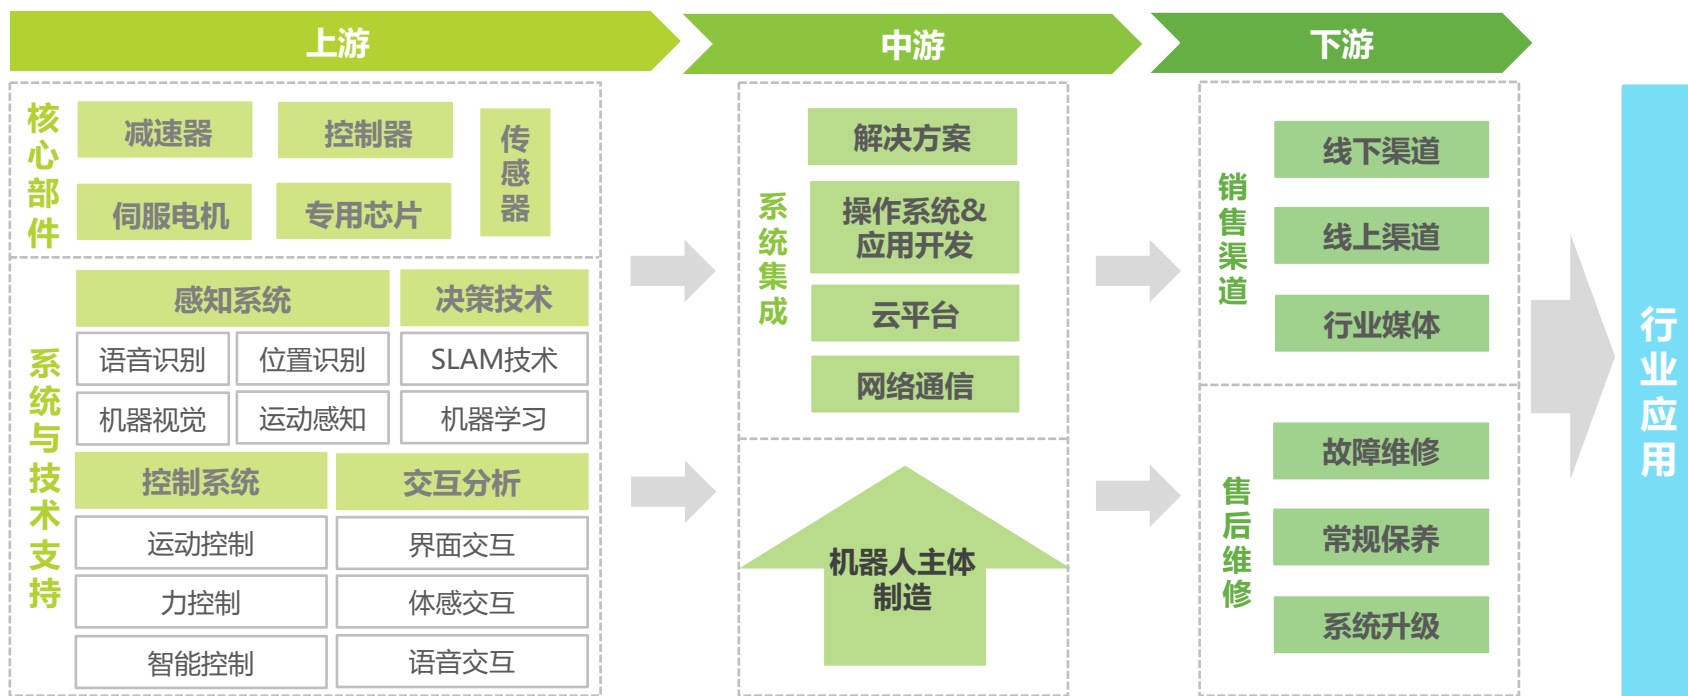 上游
中游
下游
核心部件
减速器
控制器
传感器
伺服电机
专用芯片
系统与技术支持
感知系统
决策技术
语音识别
位置识别
SLAM技术
机器视觉
运动感知
机器学习
控制系统
交互分析
运动控制
界面交互
力控制
体感交互
智能控制
语音交互
系统集成
解决方案
操作系统&
应用开发
云平台
网络通信
机器人主体
制造
销售渠道
线下渠道
线上渠道
行业媒体
售后维修
故障维修
常规保养
系统升级
行业应用